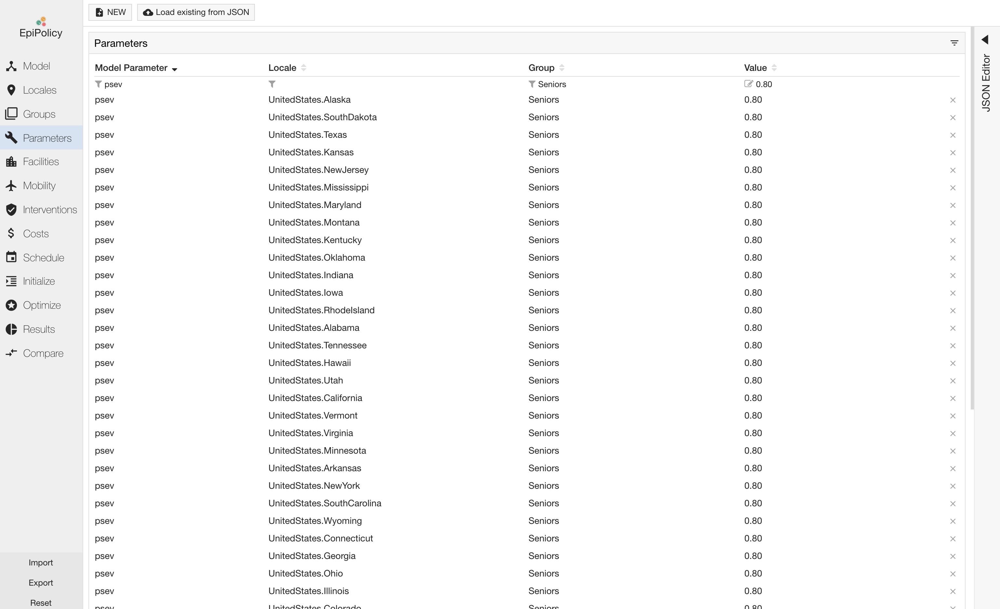 NEW Load existing from JSON
EpiPolicy
Model
Locales
Groups
Parameters
Facilities
Mobility
Interventions
Costs
Schedule
Initialize
Optimize
Results
Compare
Import
Export
Reset
Parameters
Model Parameter Locale Group Value
psev Seniors 0.80
psev UnitedStates.Alaska Seniors 0.80
psev UnitedStates.SouthDakota Seniors 0.80
psev UnitedStates.Texas Seniors 0.80
psev UnitedStates.Kansas Seniors 0.80
psev UnitedStates.NewJersey Seniors 0.80
psev UnitedStates.Mississippi Seniors 0.80
psev UnitedStates.Maryland Seniors 0.80
psev UnitedStates.Montana Seniors 0.80
psev UnitedStates.Kentucky Seniors 0.80
psev UnitedStates.Oklahoma Seniors 0.80
psev UnitedStates.Indiana Seniors 0.80
psev UnitedStates.Iowa Seniors 0.80
psev UnitedStates.RhodeIsland Seniors 0.80
psev UnitedStates.Alabama Seniors 0.80
psev UnitedStates.Tennessee Seniors 0.80
psev UnitedStates.Hawaii Seniors 0.80
psev UnitedStates.Utah Seniors 0.80
psev UnitedStates.California Seniors 0.80
psev UnitedStates.Vermont Seniors 0.80
psev UnitedStates.Virginia Seniors 0.80
psev UnitedStates.Minnesota Seniors 0.80
psev UnitedStates.Arkansas Seniors 0.80
psev UnitedStates.NewYork Seniors 0.80
psev UnitedStates.SouthCarolina Seniors 0.80
psev UnitedStates.Wyoming Seniors 0.80
psev UnitedStates.Connecticut Seniors 0.80
psev UnitedStates.Georgia Seniors 0.80
psev UnitedStates.Ohio Seniors 0.80
psev UnitedStates.Illinois Seniors 0.80
psev UnitedStates.Colorado Seniors 0.80
JSON Editor